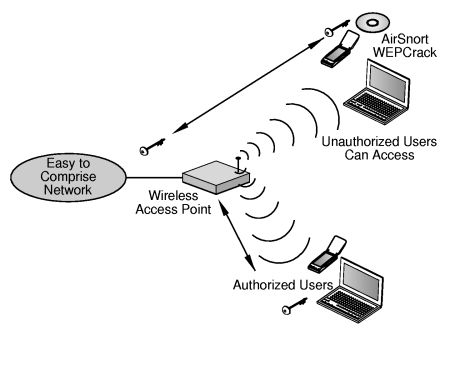 AirSnort
WEPCrack
Unauthorized Users
Can Access
Easy to
Comprise
Network
Wireless
Access Point
Authorized Users